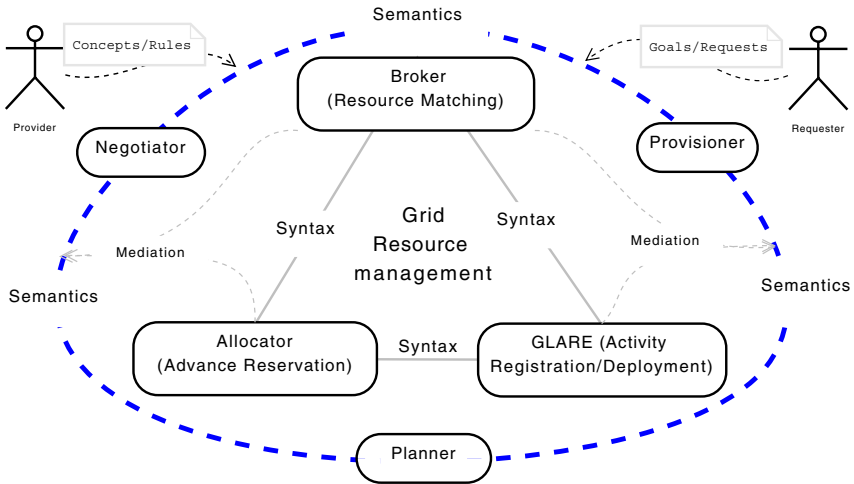 Semantics
Concepts/Rules
Goals/Requests
Broker
(Resource Matching)
Provider
Requester
Negotiator
Provisioner
Syntax
Syntax
Grid
Resource
management
Mediation
Mediation
Semantics
Semantics
Allocator
(Advance Reservation)
Syntax
GLARE (Activity
Registration/Deployment)
Planner